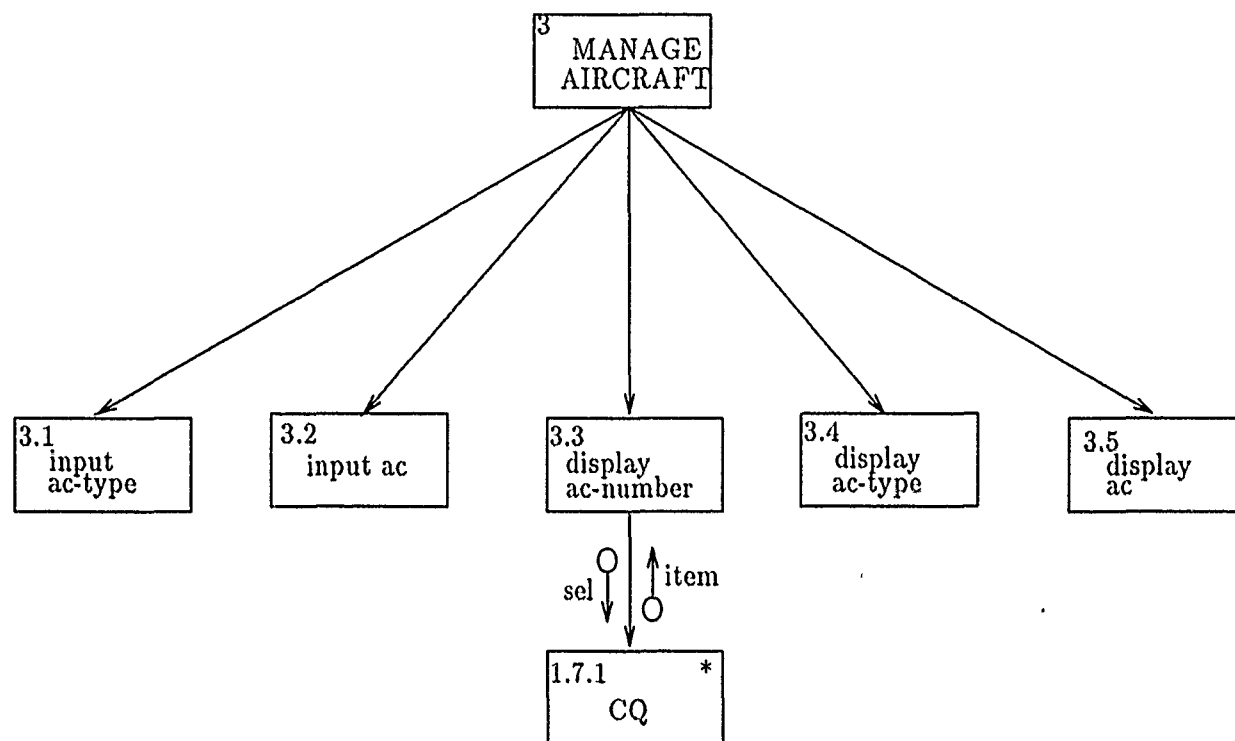 3
MANAGE
AIRCRAFT
3.1
input
ac-type
3.2
input ac
3.3
display
ac-number
3.4
display
ac-type
3.5
display
ac
sel
item
1.7.1 *
CQ